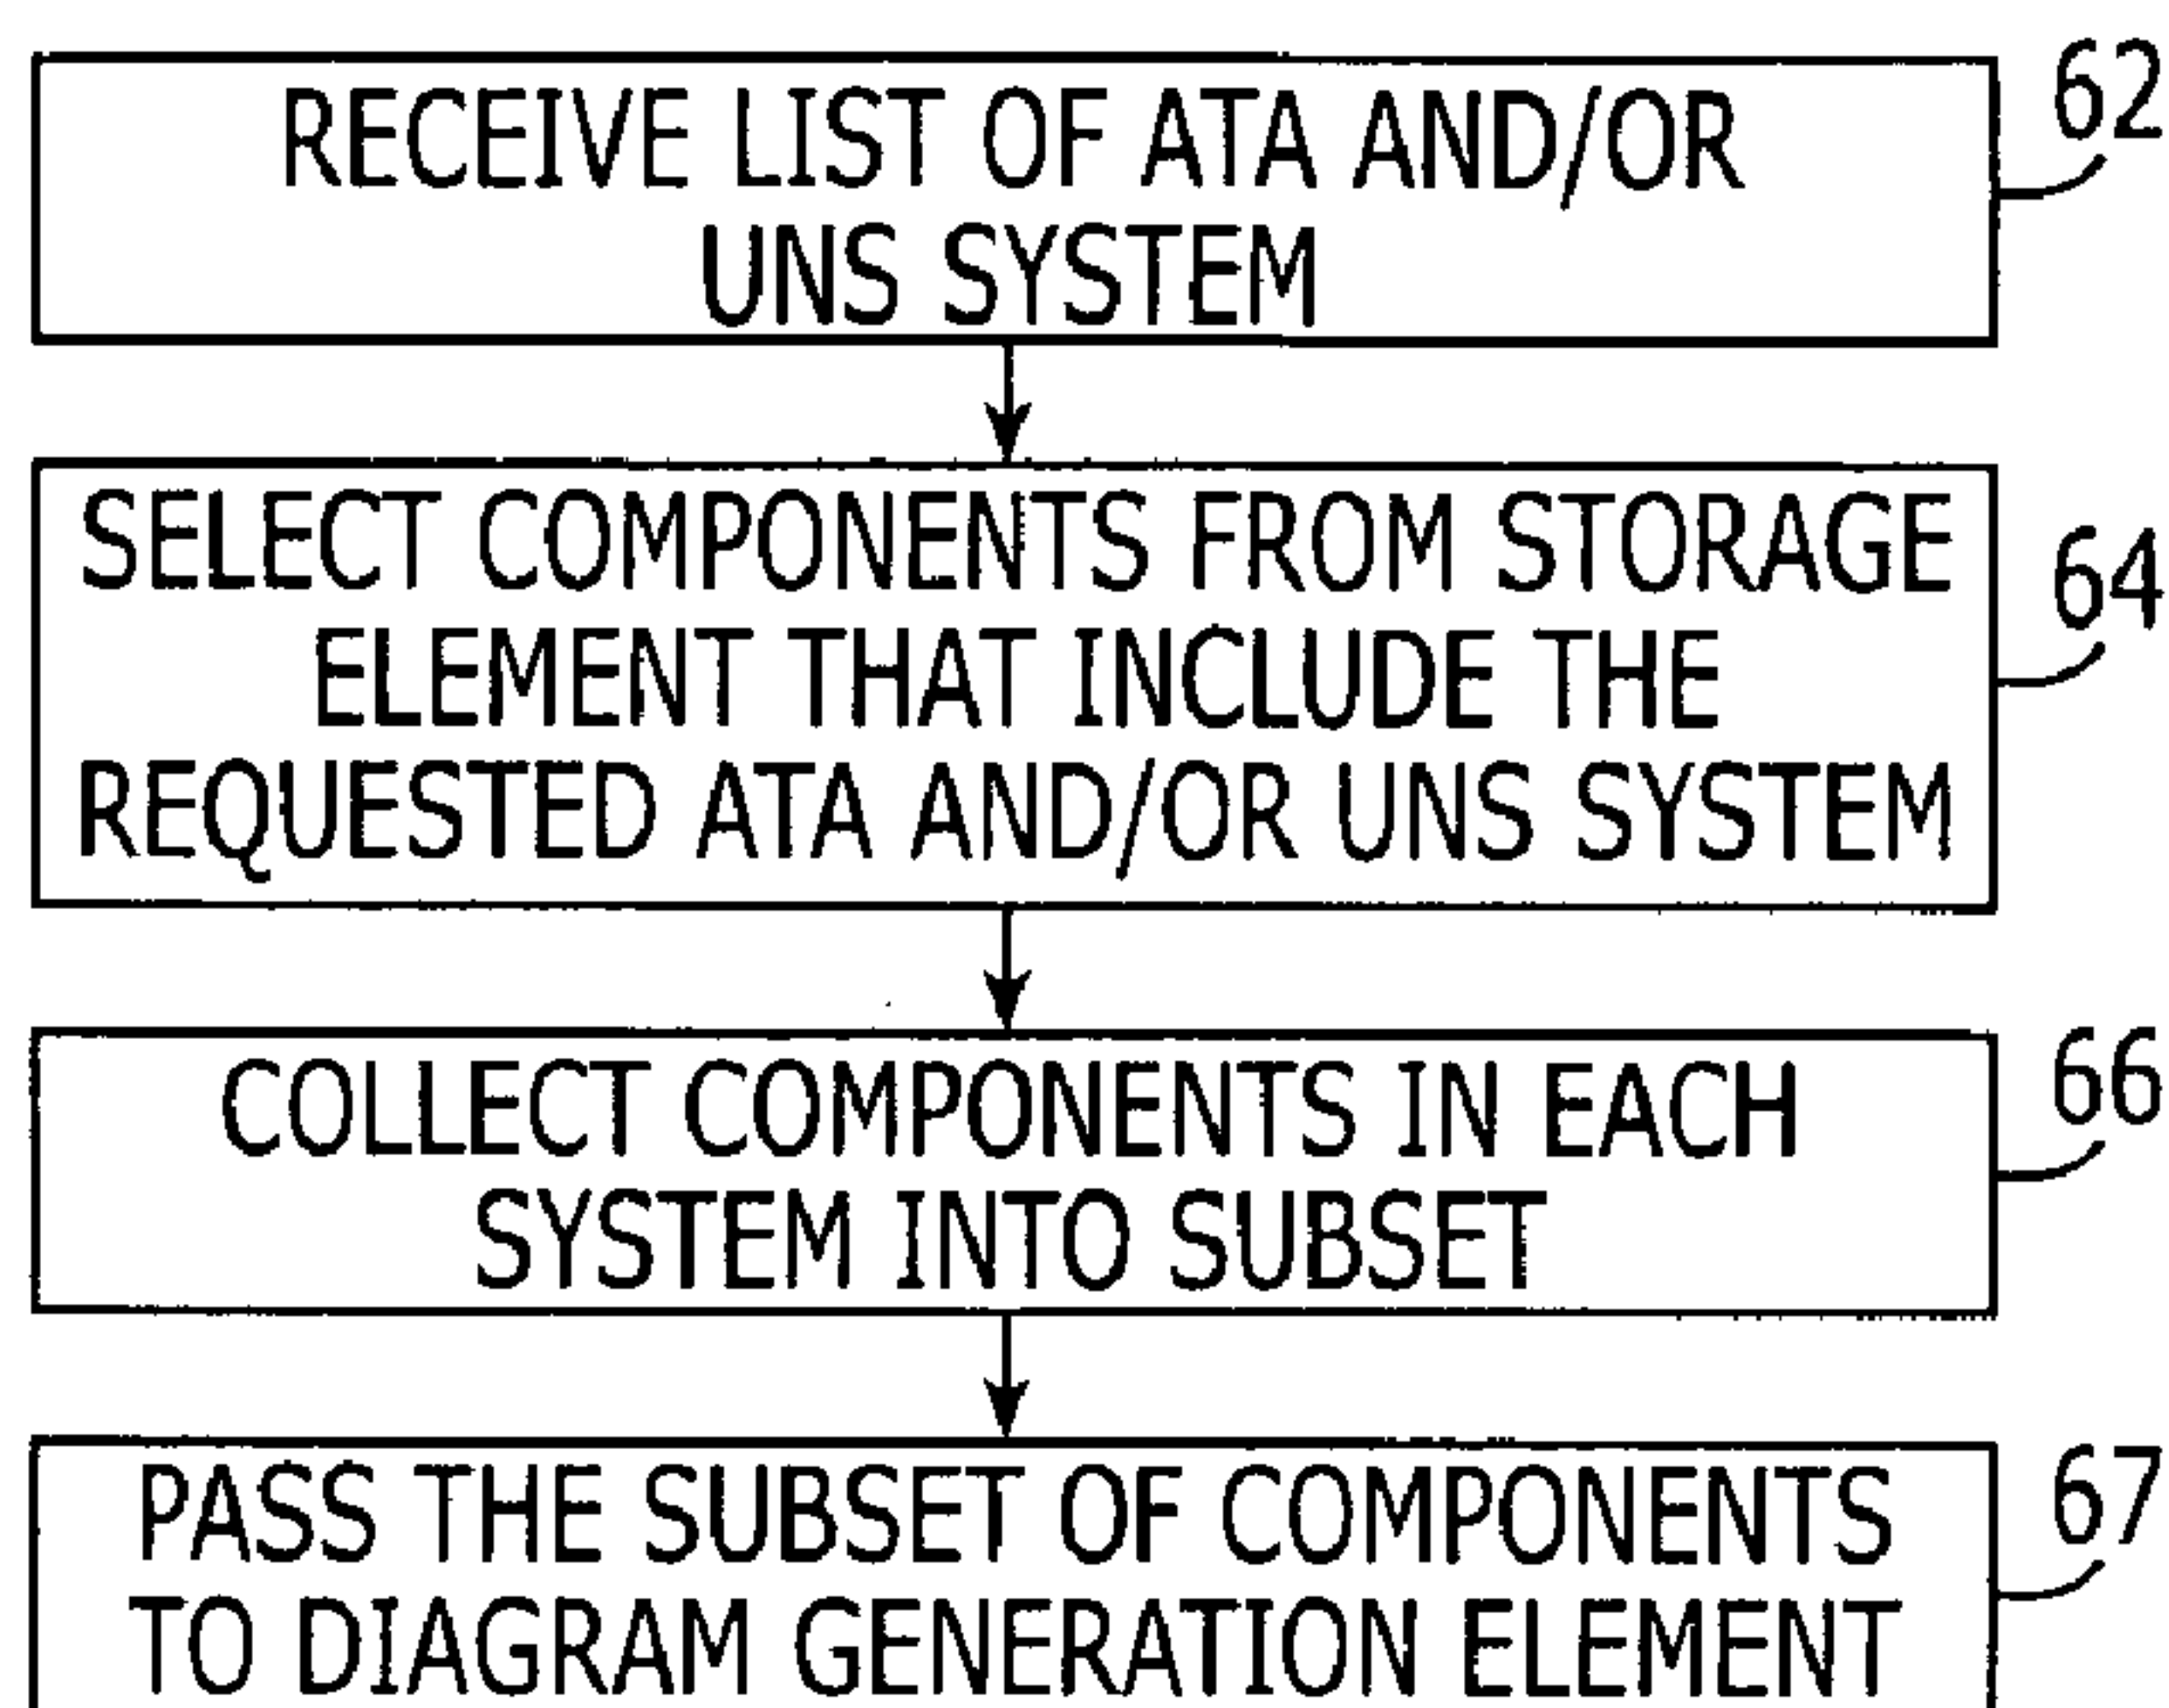 RECEIVE LIST OF ATA AND/OR
UNS SYSTEM
62
SELECT COMPONENTS FROM STORAGE
ELEMENT THAT INCLUDE THE
REQUESTED ATA AND/OR UNS SYSTEM
64
COLLECT COMPONENTS IN EACH
SYSTEM INTO SUBSET
66
PASS THE SUBSET OF COMPONENTS
TO DIAGRAM GENERATION ELEMENT
67